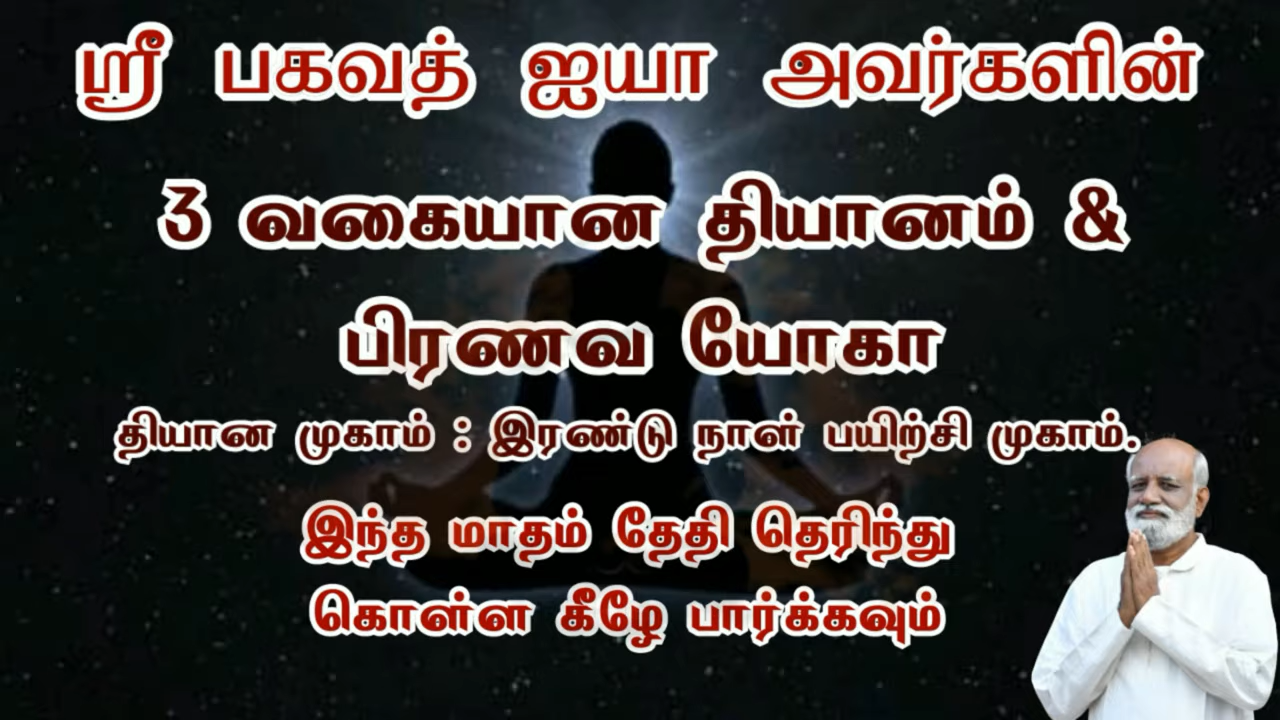 ஸ்ரீ பகவத் ஐயா அவர்களின்
3 வகையான தியானம் &
பிரணவ யோகா
தியான முகாம் : இரண்டு நாள் பயிற்சி முகாம்.
இந்த மாதம் தேதி தெரிந்து
கொள்ள கீழே பார்க்கவும்